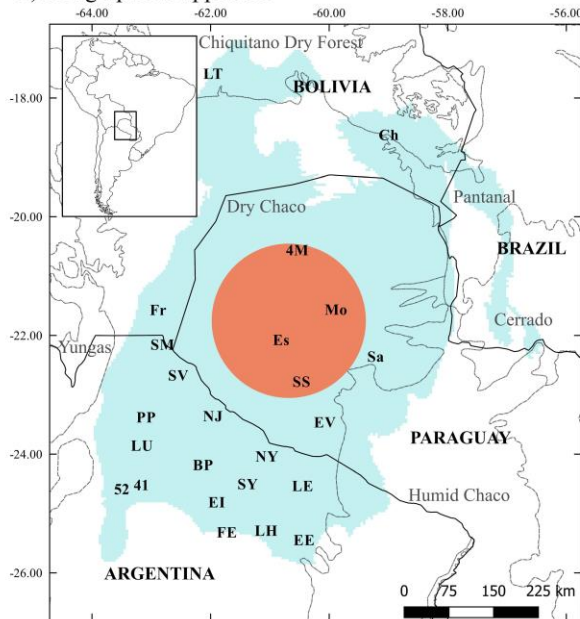 -64.00 -62.00 -60.00 -58.00 -56.00
Chiquitano Dry Forest
LT
BOLIVIA
-18.00
Ch
Pantanal
-20.00
Dry Chaco
4M
BRAZIL
Fr
Mo
Cerrado
-22.00
Yungas
SM
Es
Sa
SV
SS
PP
NJ
EV
PARAGUAY
LU
-24.00
BP
NY
52
41
SY
LE
EI
Humid Chaco
FE
LH
EE
-26.00
ARGENTINA
0 75 150 225 km